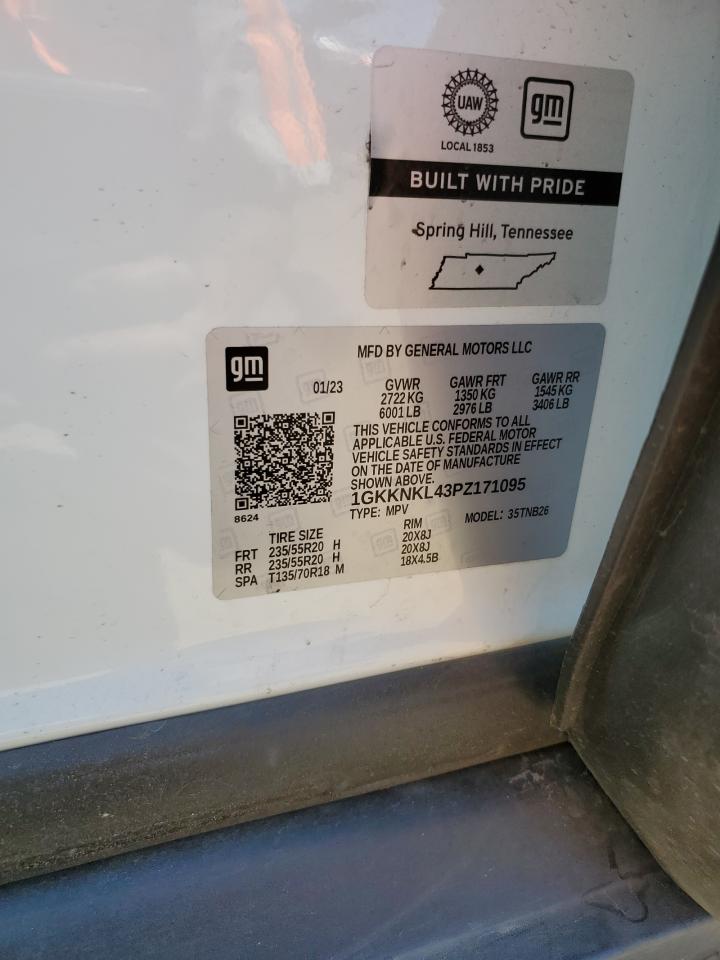 UAW
gm
LOCAL 1853
BUILT WITH PRIDE
Spring Hill, Tennessee
gm
MFD BY GENERAL MOTORS LLC
01/23 GVWR GAWR FRT GAWR RR
2722 KG 1350 KG 1545 KG
6001 LB 2976 LB 3406 LB
THIS VEHICLE CONFORMS TO ALL
APPLICABLE U.S. FEDERAL MOTOR
VEHICLE SAFETY STANDARDS IN EFFECT
ON THE DATE OF MANUFACTURE
SHOWN ABOVE.
1GKKNKL43PZ171095
8624
TYPE: MPV MODEL: 35TNB26
TIRE SIZE RIM
FRT 235/55R20 H 20X8J
RR 235/55R20 H 20X8J
SPA T135/70R18 M 18X4.5B